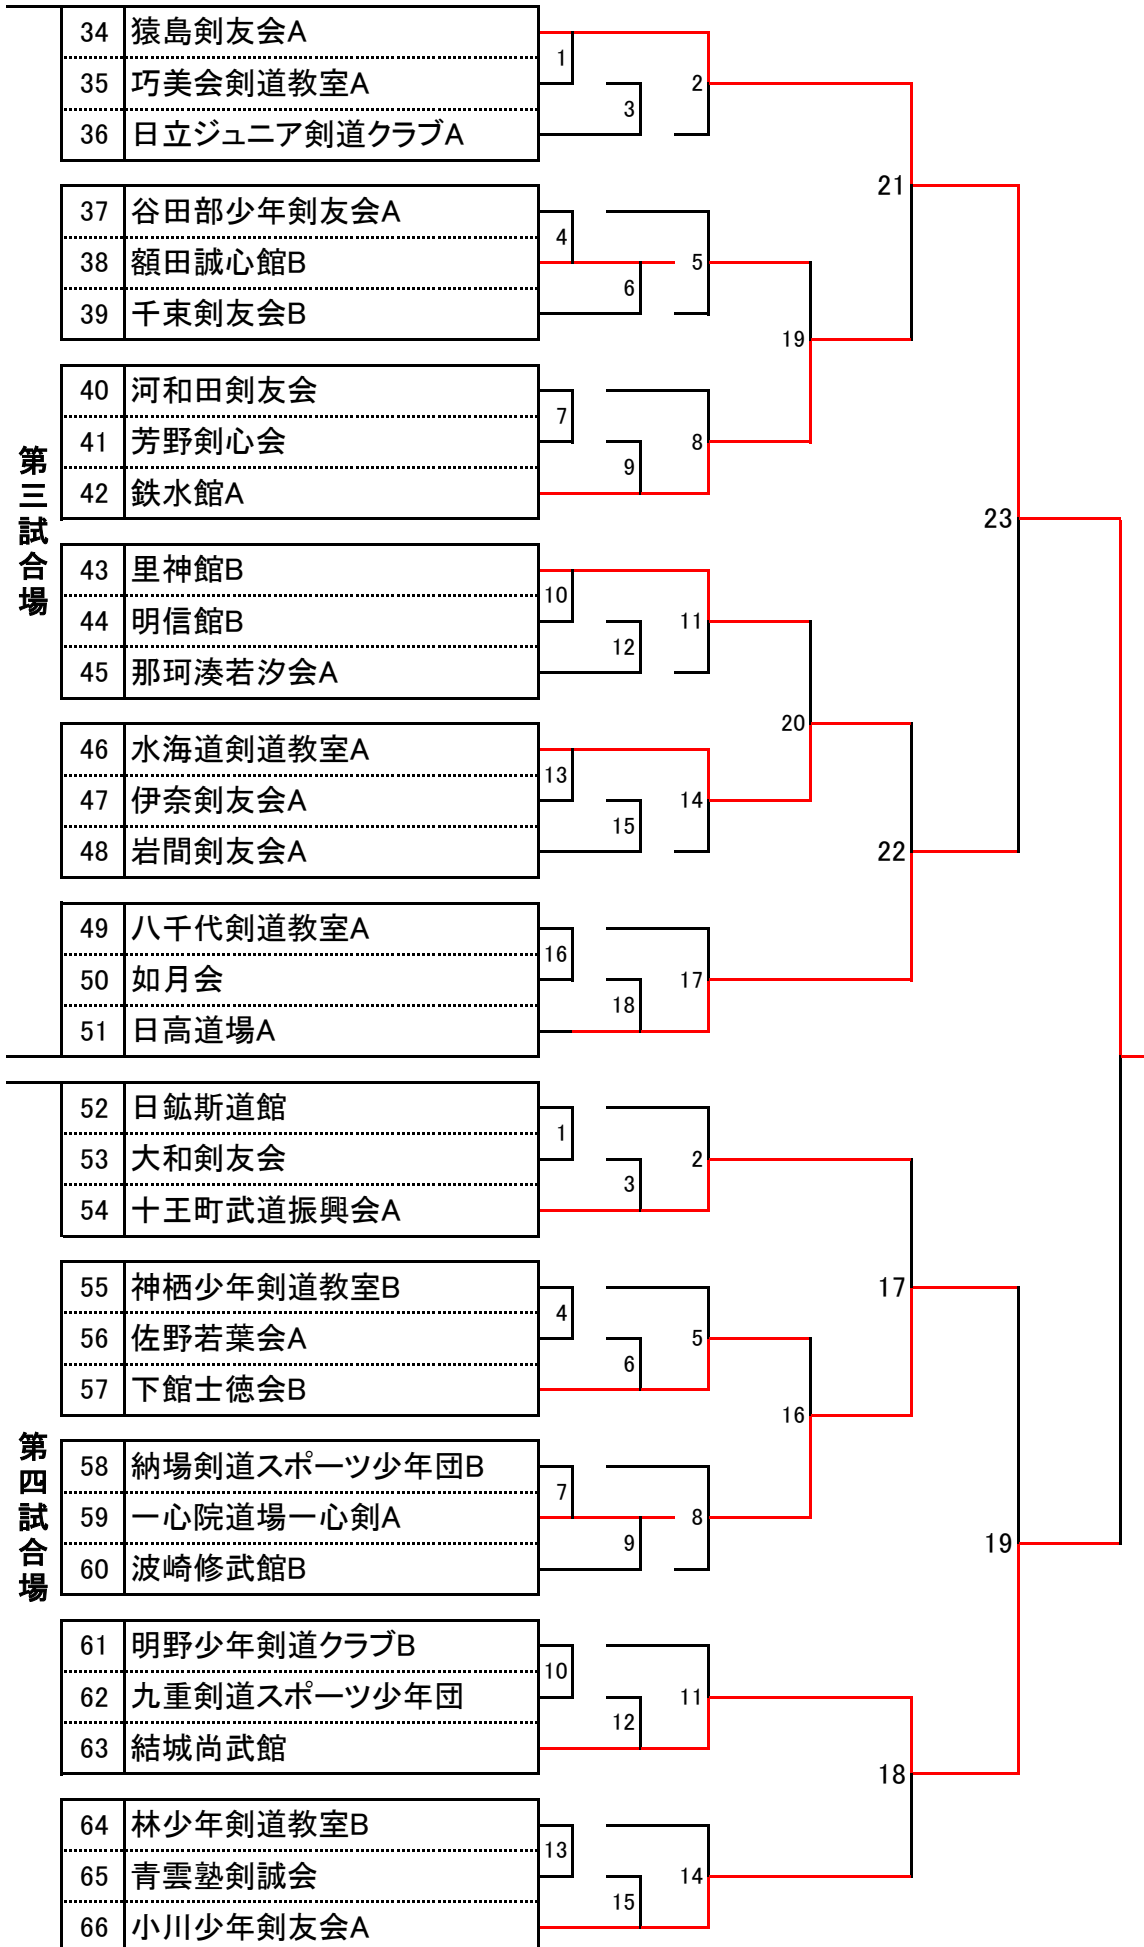 第三試合場
34 猿島剣友会A
35 巧美会剣道教室A
36 日立ジュニア剣道クラブA
1
3
2
37 谷田部少年剣友会A
38 額田誠心館B
39 千束剣友会B
4
6
5
40 河和田剣友会
41 芳野剣心会
42 鉄水館A
7
9
8
43 里神館B
44 明信館B
45 那珂湊若汐会A
10
12
11
46 水海道剣道教室A
47 伊奈剣友会A
48 岩間剣友会A
13
15
14
49 八千代剣道教室A
50 如月会
51 日高道場A
16
18
17
19
20
21
22
23
第四試合場
52 日鉱斯道館
53 大和剣友会
54 十王町武道振興会A
1
3
2
55 神栖少年剣道教室B
56 佐野若葉会A
57 下館士徳会B
4
6
5
58 納場剣道スポーツ少年団B
59 一心院道場一心剣A
60 波崎修武館B
7
9
8
61 明野少年剣道クラブB
62 九重剣道スポーツ少年団
63 結城尚武館
10
12
11
64 林少年剣道教室B
65 青雲塾剣誠会
66 小川少年剣友会A
13
15
14
16
17
18
19